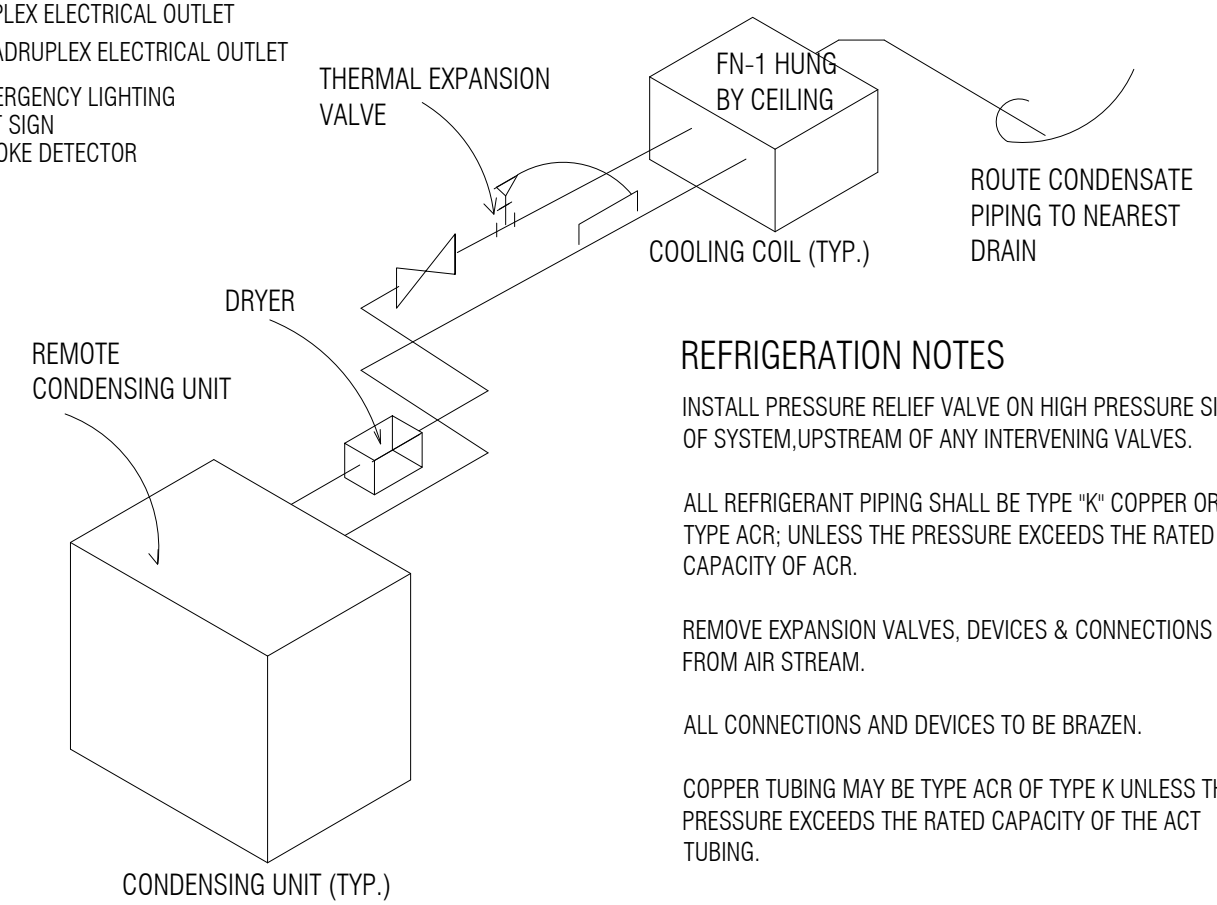 PLEX ELECTRICAL OUTLET
ADRUPLEX ELECTRICAL OUTLET
ERGENCY LIGHTING
T SIGN
OKE DETECTOR
THERMAL EXPANSION
VALVE
FN-1 HUNG
BY CEILING
ROUTE CONDENSATE
PIPING TO NEAREST
DRAIN
COOLING COIL (TYP.)
DRYER
REMOTE
CONDENSING UNIT
REFRIGERATION NOTES
INSTALL PRESSURE RELIEF VALVE ON HIGH PRESSURE SI
OF SYSTEM,UPSTREAM OF ANY INTERVENING VALVES.
ALL REFRIGERANT PIPING SHALL BE TYPE "K" COPPER OR
TYPE ACR; UNLESS THE PRESSURE EXCEEDS THE RATED
CAPACITY OF ACR.
REMOVE EXPANSION VALVES, DEVICES & CONNECTIONS
FROM AIR STREAM.
ALL CONNECTIONS AND DEVICES TO BE BRAZEN.
COPPER TUBING MAY BE TYPE ACR OF TYPE K UNLESS TH
PRESSURE EXCEEDS THE RATED CAPACITY OF THE ACT
TUBING.
CONDENSING UNIT (TYP.)